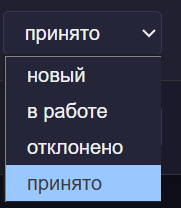 принято
новый
в работе
отклонено
принято